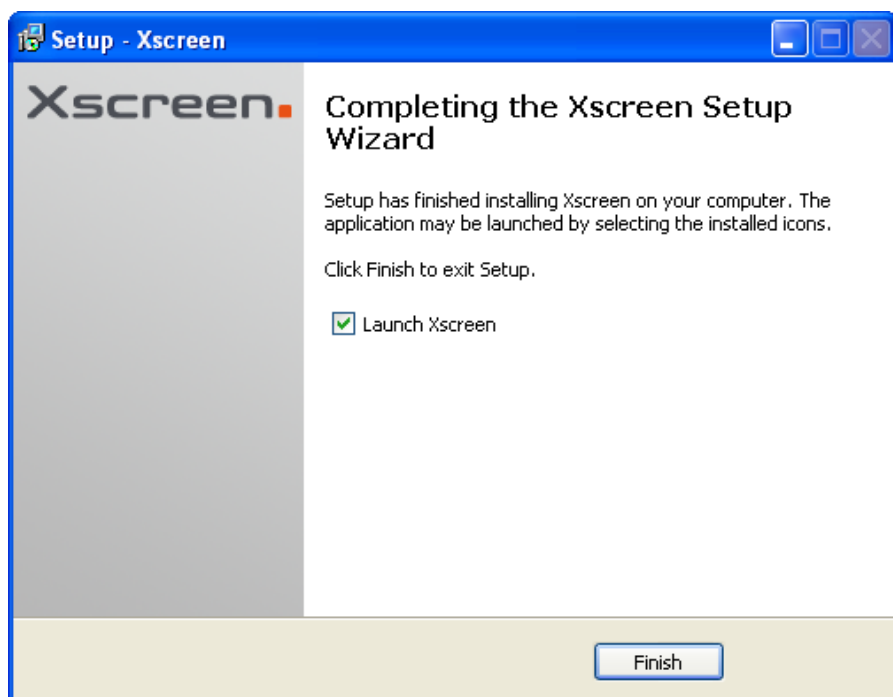 Setup - Xscreen
Xscreen.
Completing the Xscreen Setup
Wizard
Setup has finished installing Xscreen on your computer. The
application may be launched by selecting the installed icons.
Click Finish to exit Setup.
Launch Xscreen
Finish